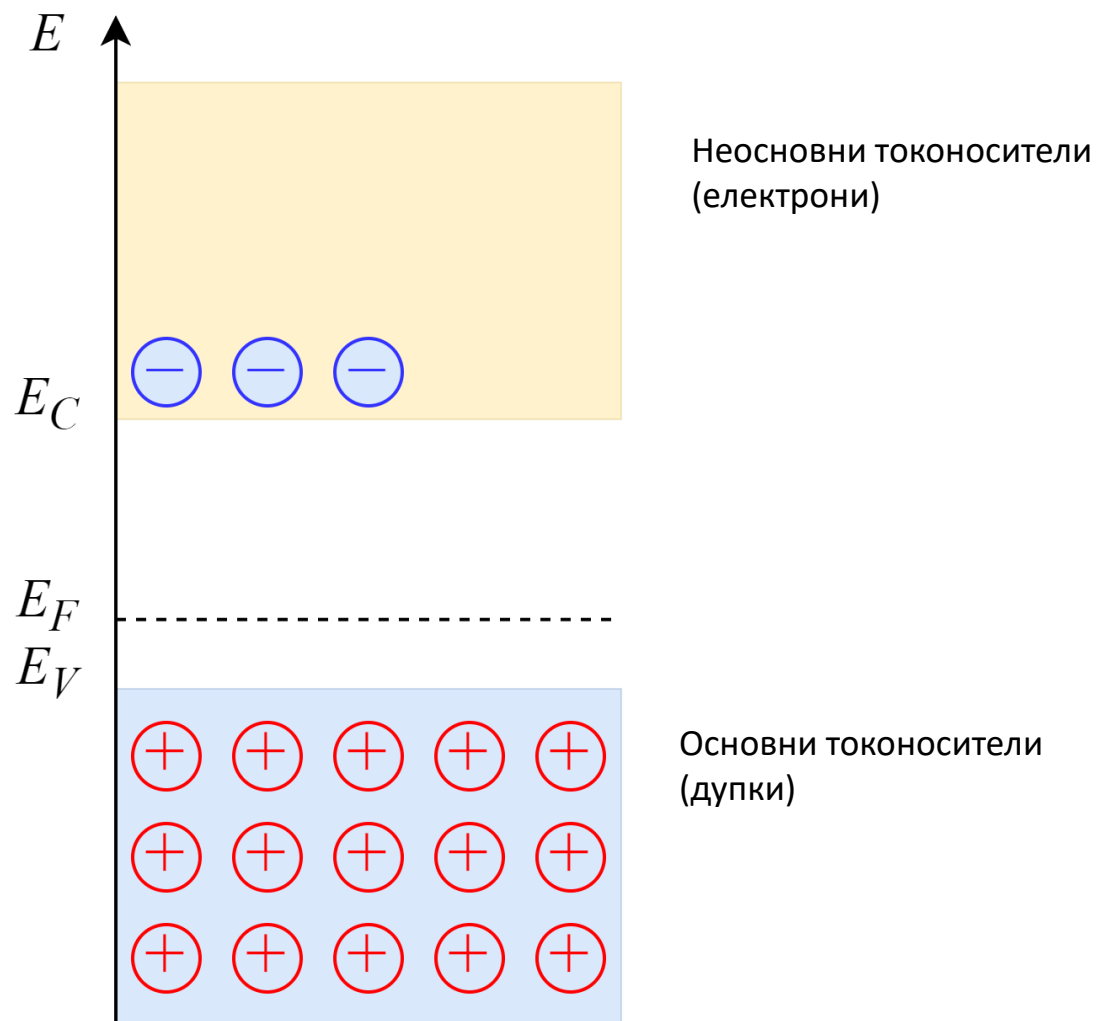 E
Неосновни токоносители
(електрони)
E_C
E_F
E_V
Основни токоносители
(дупки)